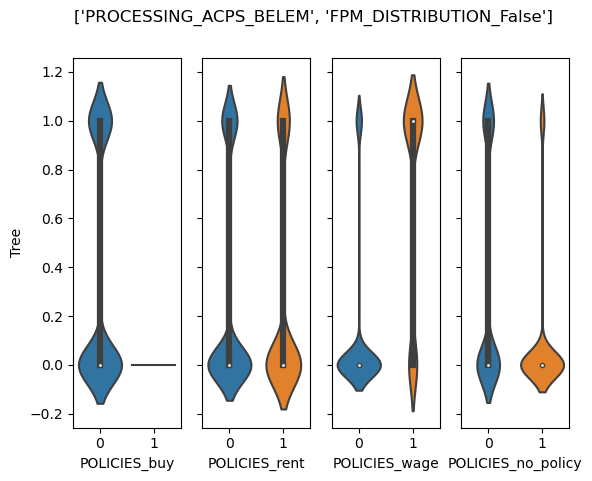 ['PROCESSING_ACPS_BELEM', 'FPM_DISTRIBUTION_False']
Tree
1.2
1.0
0.8
0.6
0.4
0.2
0.0
−0.2
0 1 0 1 0 1 0 1
POLICIES_buy POLICIES_rent POLICIES_wage POLICIES_no_policy